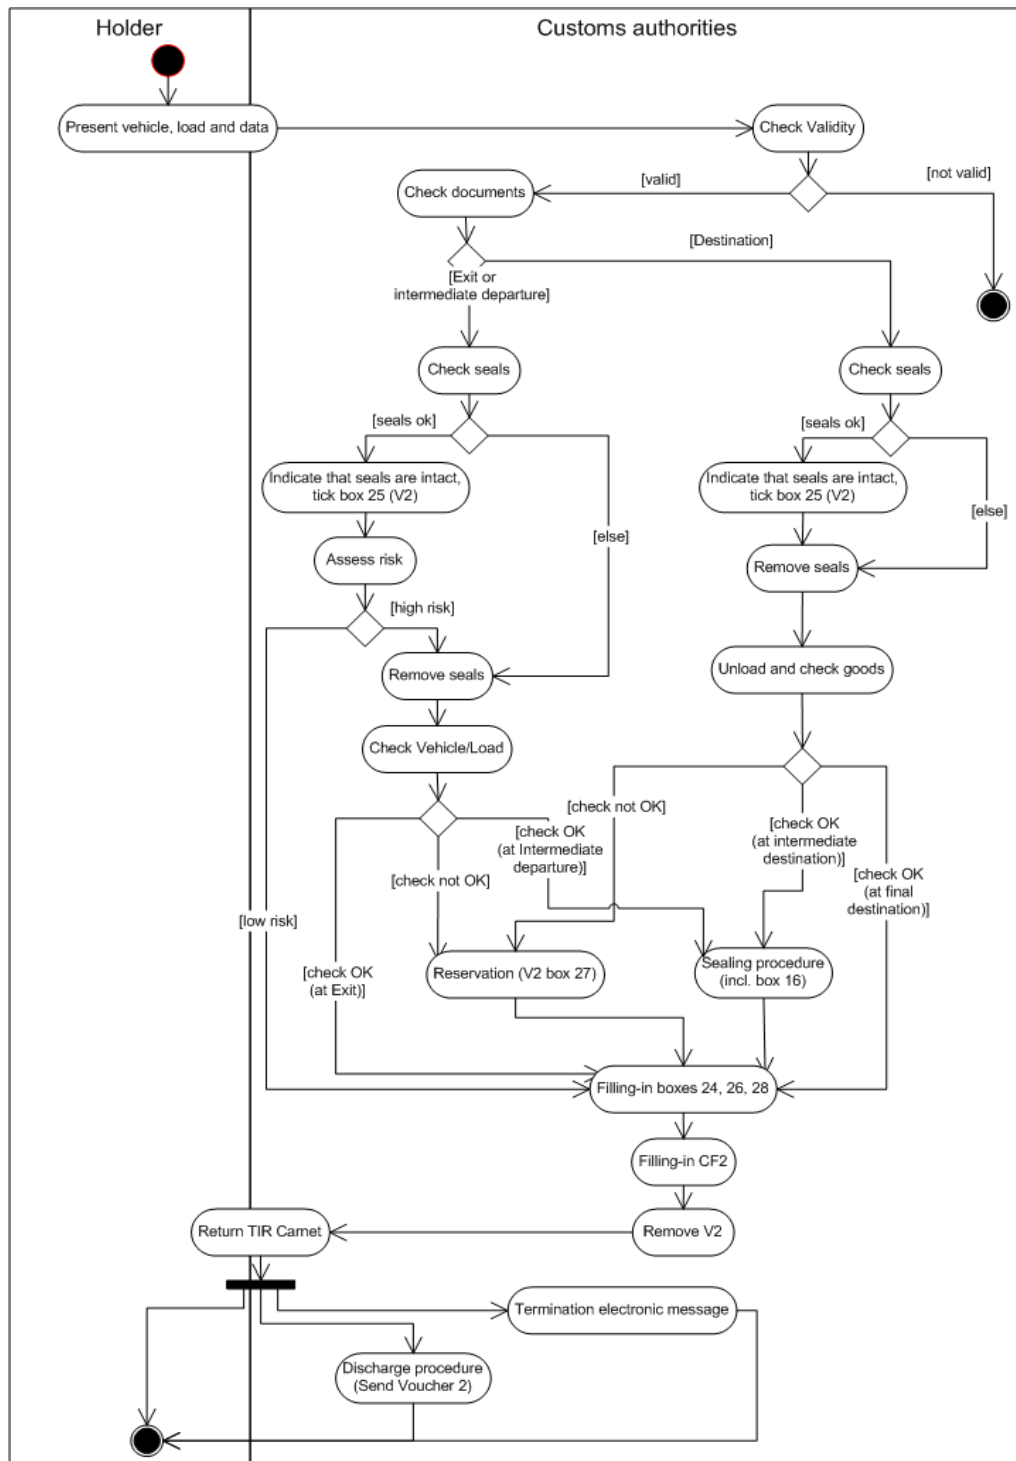 Holder
Customs authorities
Present vehicle, load and data
Check Validity
[valid]
[not valid]
Check documents
[Destination]
[Exit or
intermediate departure]
Check seals
Check seals
[seals ok]
[seals ok]
Indicate that seals are intact,
tick box 25 (V2)
Indicate that seals are intact,
tick box 25 (V2)
[else]
[else]
Assess risk
Remove seals
[high risk]
Remove seals
Unload and check goods
Check Vehicle/Load
[check not OK]
[check OK
(at Intermediate
departure)]
[check OK
(at intermediate
destination)]
[check not OK]
[check OK
(at final
destination)]
[low risk]
[check OK
(at Exit)]
Reservation (V2 box 27)
Sealing procedure
(incl. box 16)
Filling-in boxes 24, 26, 28
Filling-in CF2
Return TIR Carnet
Remove V2
Termination electronic message
Discharge procedure
(Send Voucher 2)